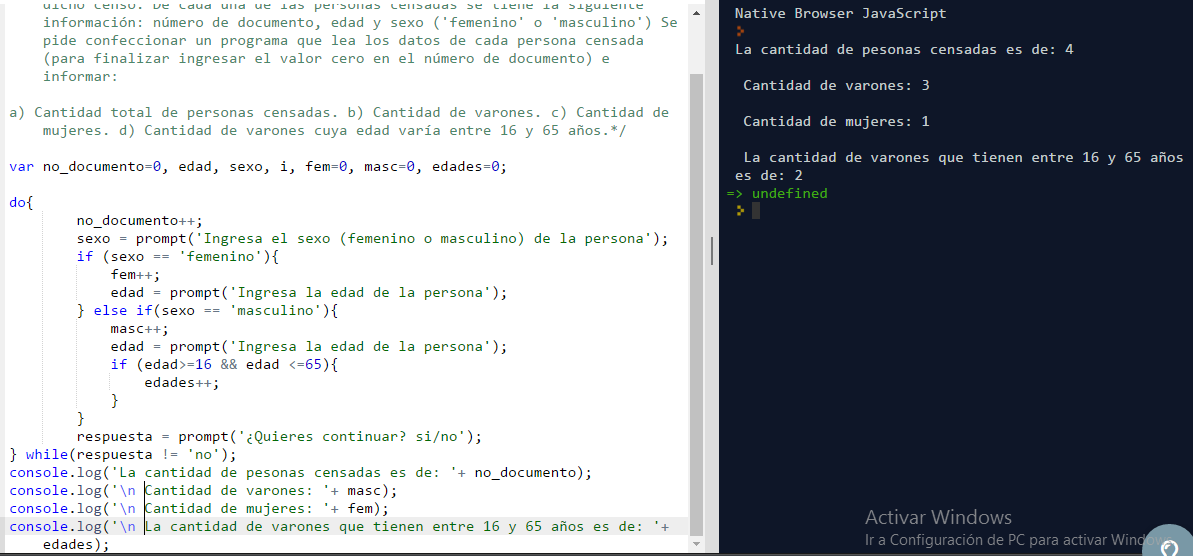 dicho censo. De cada una de las personas censadas se tiene la siguiente
información: número de documento, edad y sexo ('femenino' o 'masculino') Se
pide confeccionar un programa que lea los datos de cada persona censada
(para finalizar ingresar el valor cero en el número de documento) e
informar:
a) Cantidad total de personas censadas. b) Cantidad de varones. c) Cantidad de
mujeres. d) Cantidad de varones cuya edad varía entre 16 y 65 años.*/
var no_documento=0, edad, sexo, i, fem=0, masc=0, edades=0;
do{
no_documento++;
sexo = prompt('Ingresa el sexo (femenino o masculino) de la persona');
if (sexo == 'femenino'){
fem++;
edad = prompt('Ingresa la edad de la persona');
} else if(sexo == 'masculino'){
masc++;
edad = prompt('Ingresa la edad de la persona');
if (edad>=16 && edad <=65){
edades++;
}
}
respuesta = prompt('¿Quieres continuar? si/no');
} while(respuesta != 'no');
console.log('La cantidad de pesonas censadas es de: '+ no_documento);
console.log('\n Cantidad de varones: '+ masc);
console.log('\n Cantidad de mujeres: '+ fem);
console.log('\n La cantidad de varones que tienen entre 16 y 65 años es de: '+
edades);
Native Browser JavaScript
La cantidad de pesonas censadas es de: 4
Cantidad de varones: 3
Cantidad de mujeres: 1
La cantidad de varones que tienen entre 16 y 65 años
es de: 2
=> undefined
Activar Windows
Ir a Configuración de PC para activar Windows